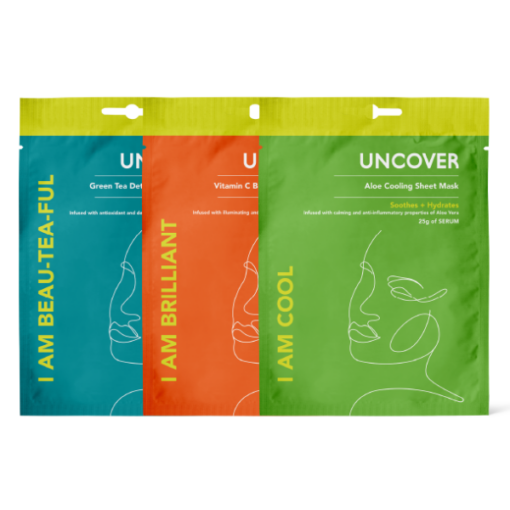 I AM BEAU-TEA-FUL
UN
Green Tea Det
Infused with antioxidant and de
I AM BRILLIANT
U
Vitamin C B
Infused with illuminating an
I AM COOL
UNCOVER
Aloe Cooling Sheet Mask
Soothes + Hydrates
Infused with calming and anti-inflammatory properties of Aloe Vera
25g of SERUM